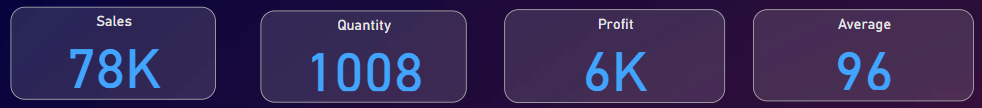 Sales
78K
Quantity
1008
Profit
6K
Average
96